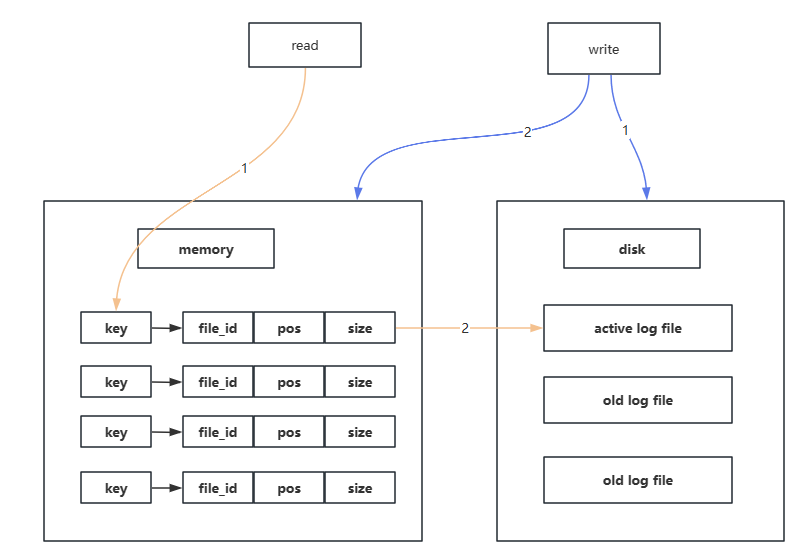 read
write
2
1
1
memory
disk
key file_id pos size
2
active log file
key file_id pos size
old log file
key file_id pos size
key file_id pos size
old log file